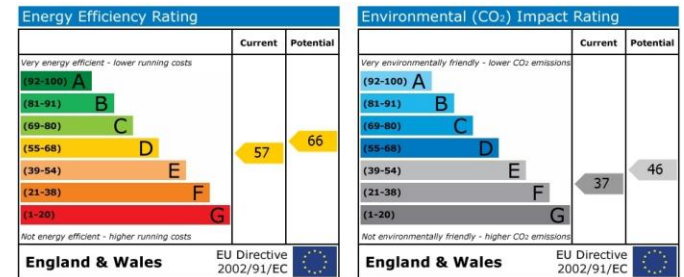 Energy Efficiency Rating
Current Potential
Very energy efficient - lower running costs
(92-100) A
(81-91) B
(69-80) C
(55-68) D
(39-54) E
(21-38) F
(1-20) G
57
66
Not energy efficient - higher running costs
England & Wales
EU Directive
2002/91/EC
Environmental (CO₂) Impact Rating
Current Potential
Very environmentally friendly - lower CO₂ emissions
(92-100) A
(81-91) B
(69-80) C
(55-68) D
(39-54) E
(21-38) F
(1-20) G
37
46
Not environmentally friendly - higher CO₂ emissions
England & Wales
EU Directive
2002/91/EC